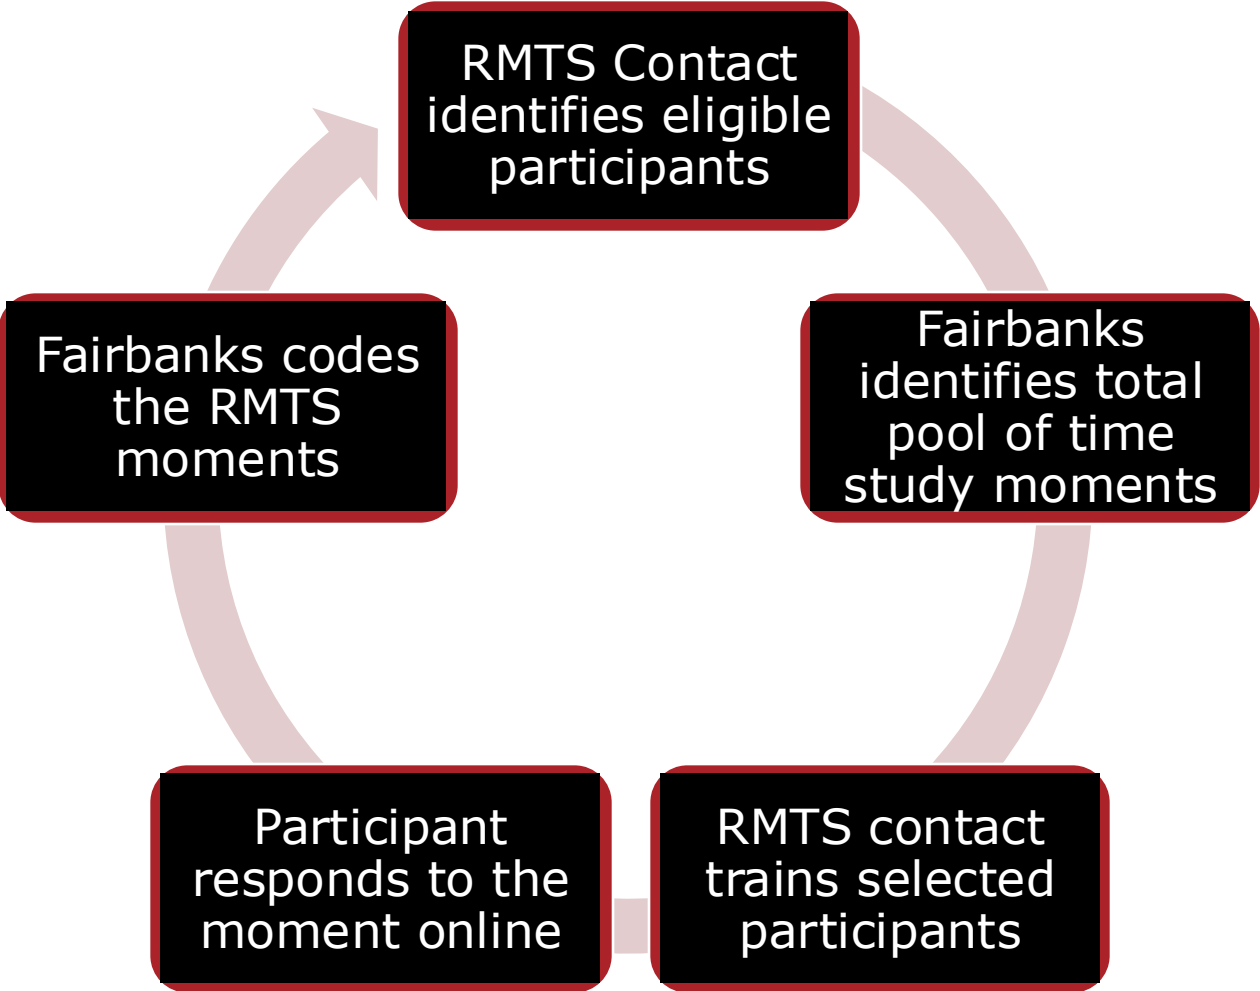 RMTS Contact
identifies eligible
participants
Fairbanks
identifies total
pool of time
study moments
RMTS contact
trains selected
participants
Participant
responds to the
moment online
Fairbanks codes
the RMTS
moments